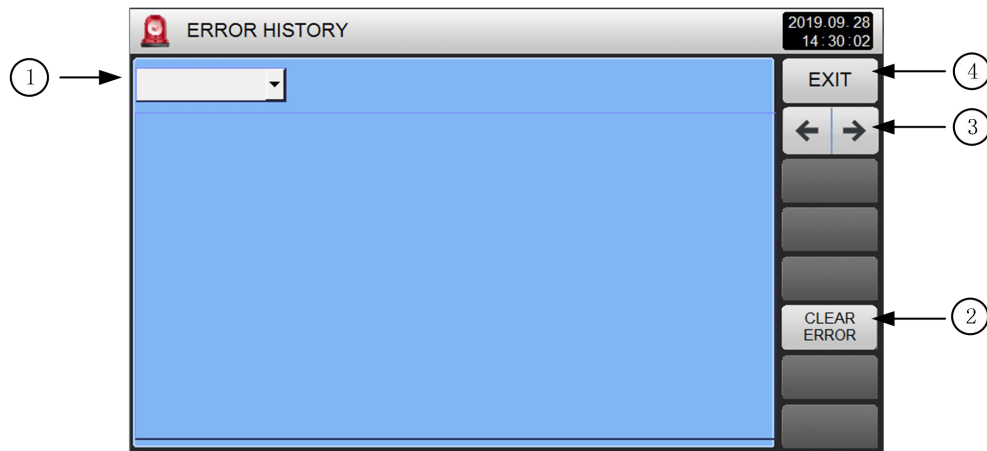 ERROR HISTORY
2019.09.28
14:30:02
1
EXIT
4
3
CLEAR
ERROR
2